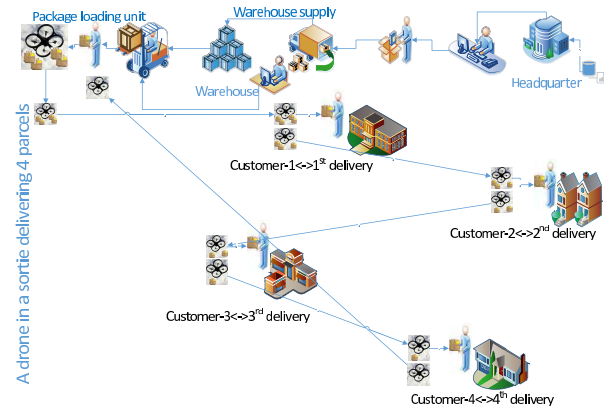 Package loading unit
Warehouse supply
Headquarter
Warehouse
A drone in a sortie delivering 4 parcels
Customer-1<->1st delivery
Customer-2<->2nd delivery
Customer-3<->3rd delivery
Customer-4<->4th delivery